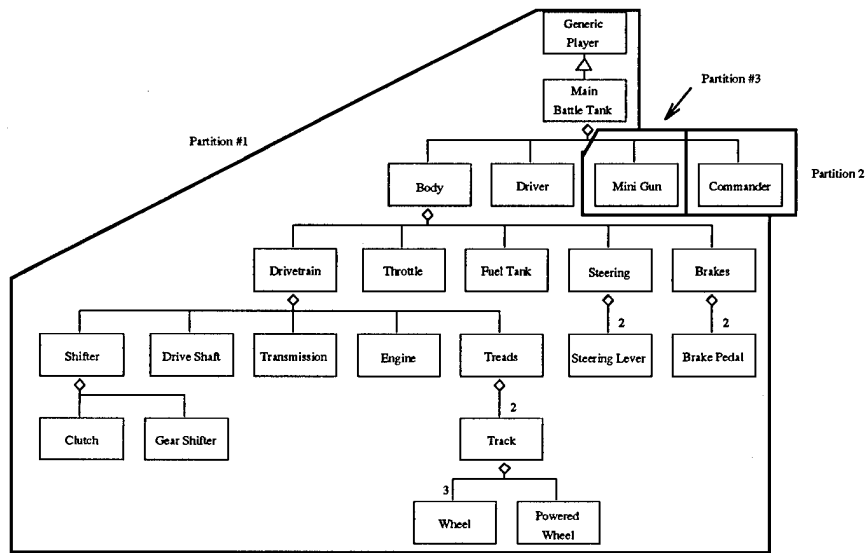 Generic
Player
Partition #3
Main
Battle Tank
Partition #1
Partition 2
Body
Driver
Mini Gun
Commander
Drivetrain
Throttle
Fuel Tank
Steering
Brakes
2
2
Shifter
Drive Shaft
Transmission
Engine
Treads
Steering Lever
Brake Pedal
2
Clutch
Gear Shifter
Track
3
Wheel
Powered
Wheel